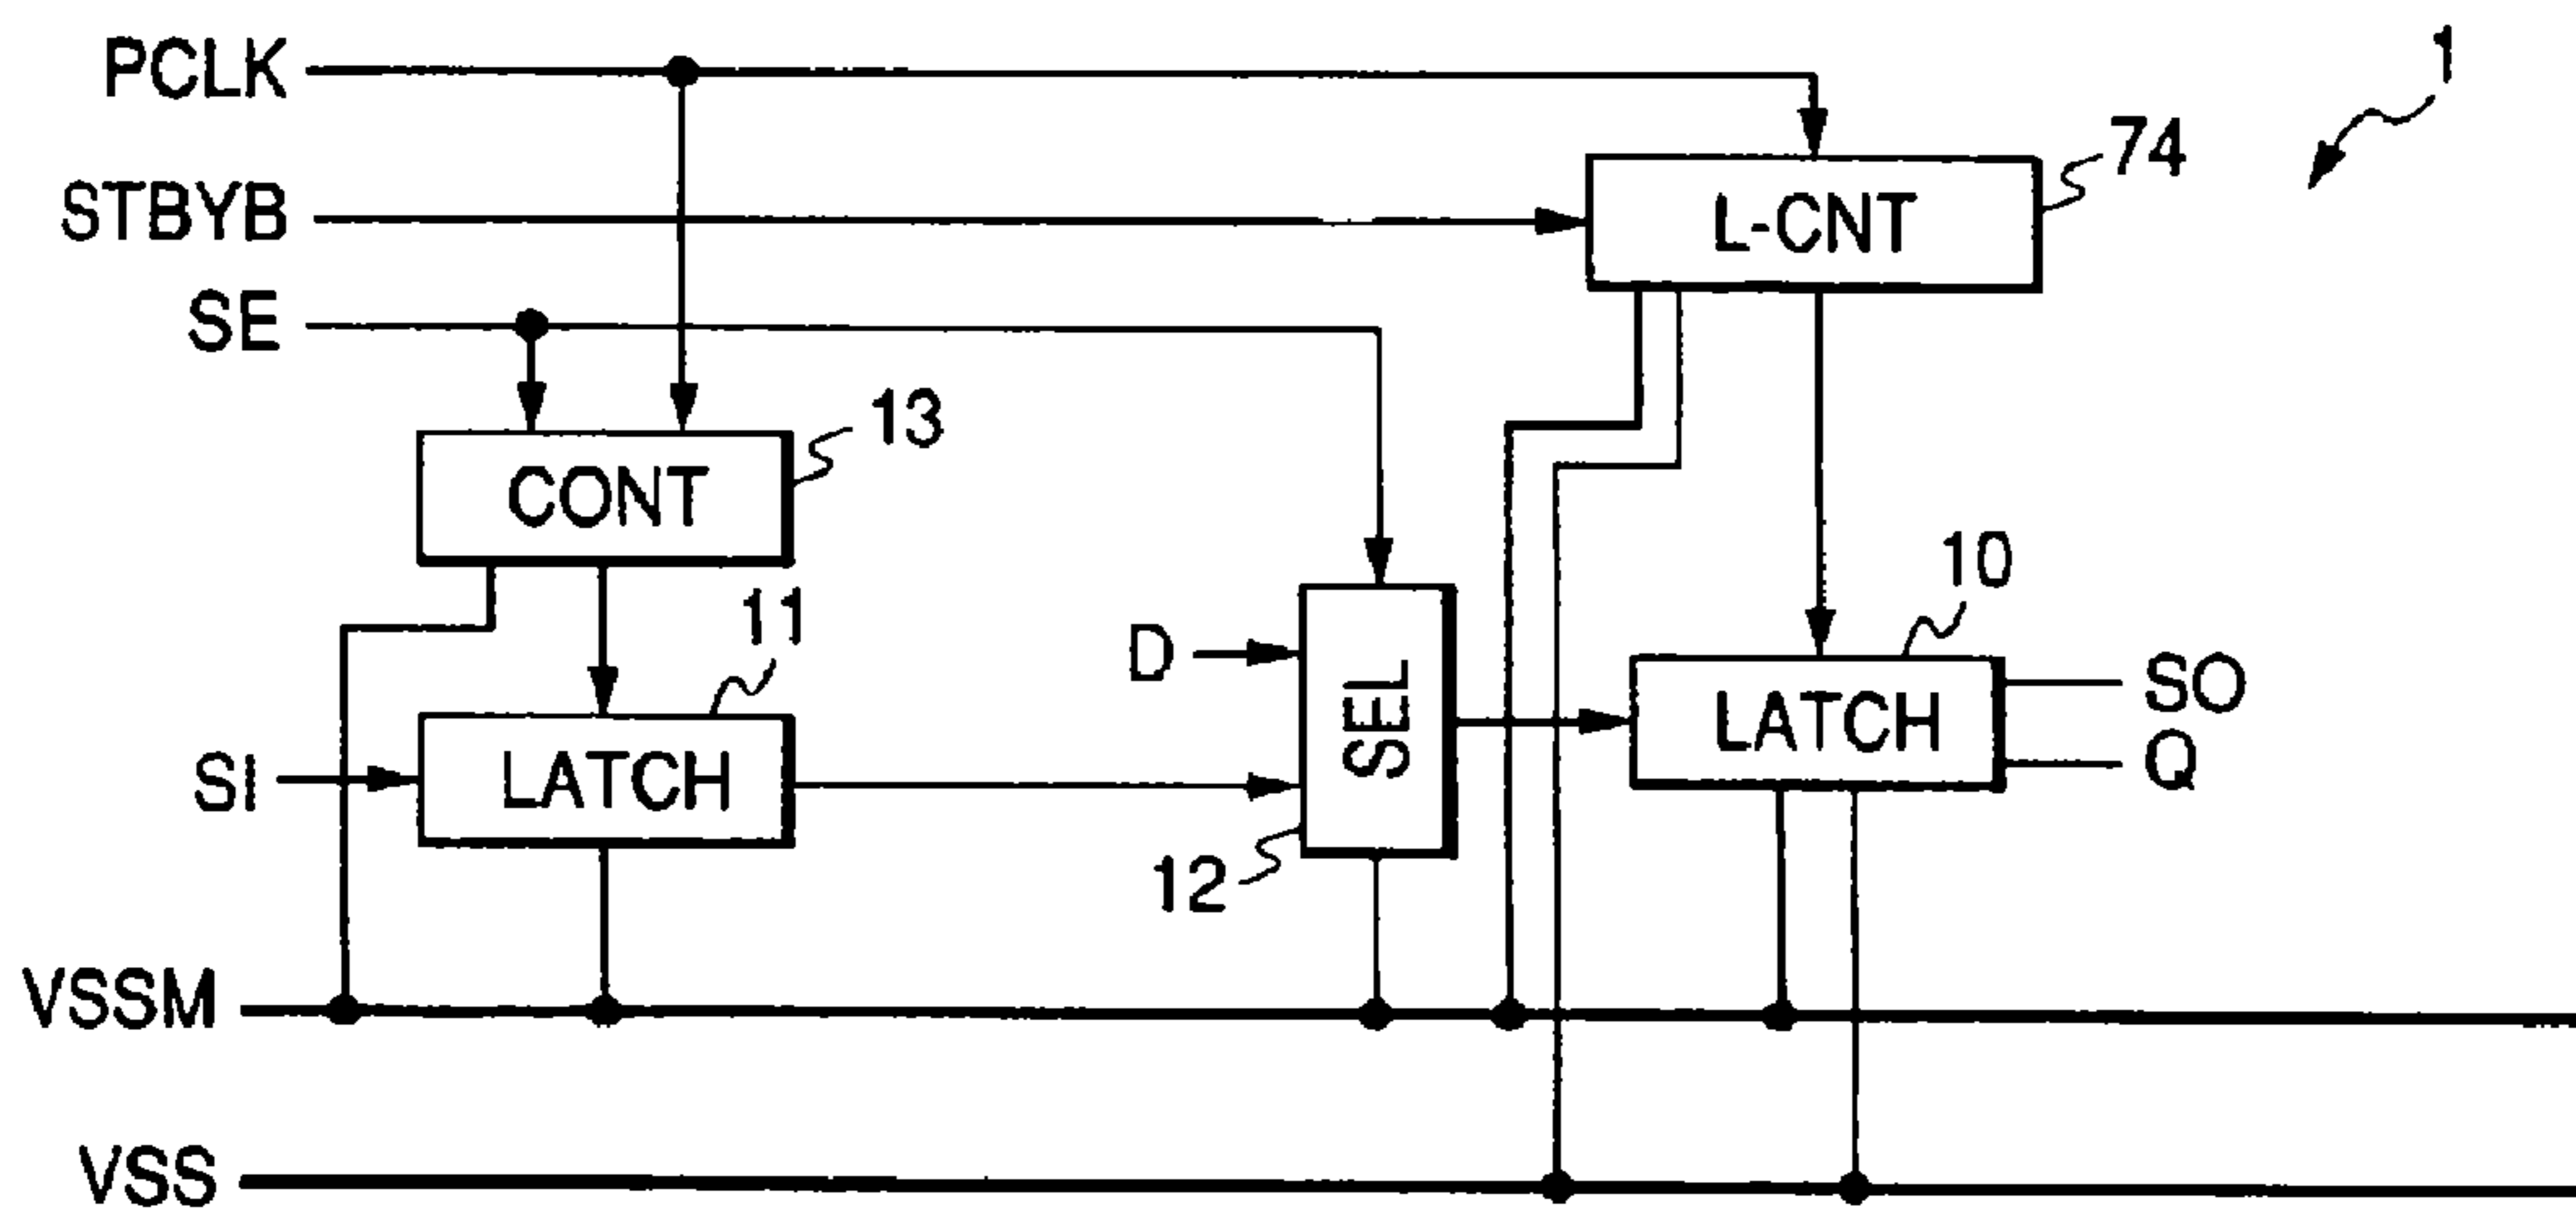 PCLK
1
74
STBYB
L-CNT
SE
13
CONT
10
11
D
SEL
LATCH
SO
Q
SI
LATCH
12
VSSM
VSS